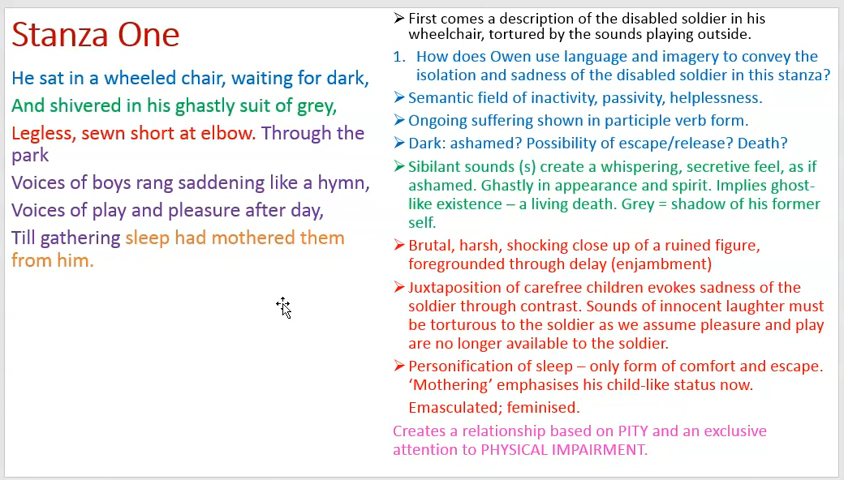 Stanza One
He sat in a wheeled chair, waiting for dark,
And shivered in his ghastly suit of grey,
Legless, sewn short at elbow. Through the
park
Voices of boys rang saddening like a hymn,
Voices of play and pleasure after day,
Till gathering sleep had mothered them
from him.
➤ First comes a description of the disabled soldier in his
wheelchair, tortured by the sounds playing outside.
1. How does Owen use language and imagery to convey the
isolation and sadness of the disabled soldier in this stanza?
➤ Semantic field of inactivity, passivity, helplessness.
➤ Ongoing suffering shown in participle verb form.
➤ Dark: ashamed? Possibility of escape/release? Death?
➤ Sibilant sounds (s) create a whispering, secretive feel, as if
ashamed. Ghastly in appearance and spirit. Implies ghost-
like existence – a living death. Grey = shadow of his former
self.
➤ Brutal, harsh, shocking close up of a ruined figure,
foregrounded through delay (enjambment)
➤ Juxtaposition of carefree children evokes sadness of the
soldier through contrast. Sounds of innocent laughter must
be torturous to the soldier as we assume pleasure and play
are no longer available to the soldier.
➤ Personification of sleep – only form of comfort and escape.
‘Mothering’ emphasises his child-like status now.
Emasculated; feminised.
Creates a relationship based on PITY and an exclusive
attention to PHYSICAL IMPAIRMENT.